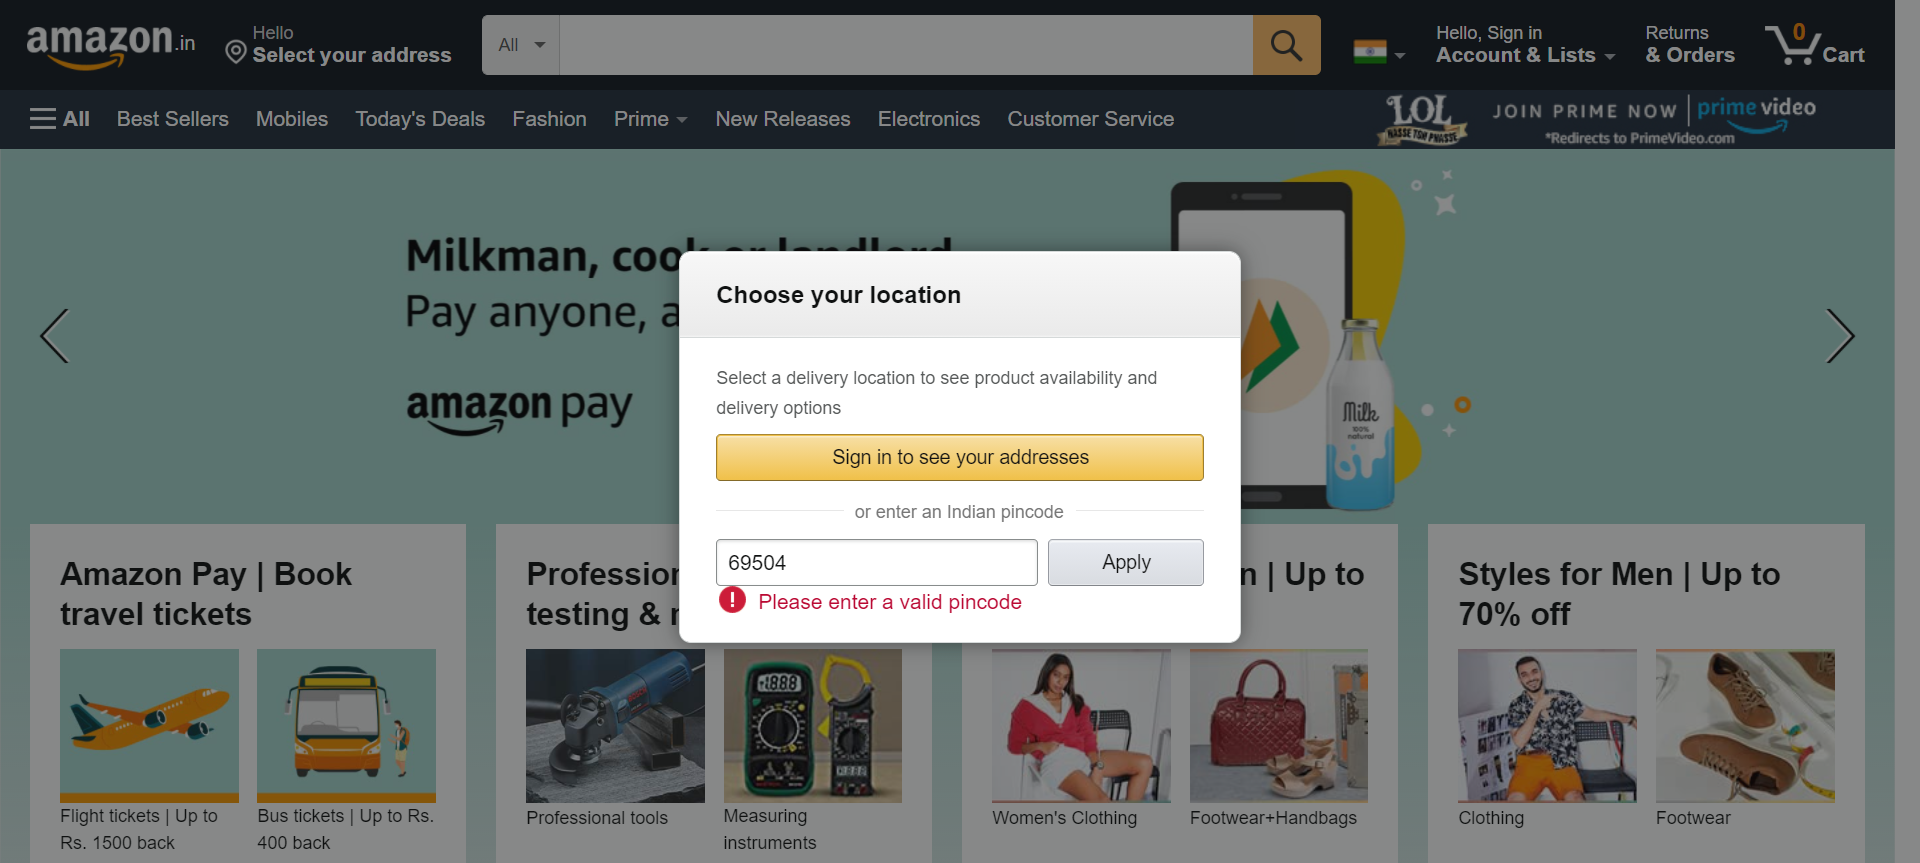 amazon.in
Hello
Select your address
All
Hello, Sign in
Account & Lists
Returns
& Orders
0
Cart
All
Best Sellers
Mobiles
Today's Deals
Fashion
Prime
New Releases
Electronics
Customer Service
LOL
HASSE TOH PHASSE
JOIN PRIME NOW
prime video
*Redirects to PrimeVideo.com
Milkman, cook or landlord
Pay anyone, a
amazon pay
Milk
100%
natural
Choose your location
Select a delivery location to see product availability and
delivery options
Sign in to see your addresses
or enter an Indian pincode
69504
Apply
! Please enter a valid pincode
Amazon Pay | Book
travel tickets
Flight tickets | Up to
Rs. 1500 back
Bus tickets | Up to Rs.
400 back
Profession
testing &
Professional tools
Measuring
instruments
n | Up to
Women's Clothing
Footwear+Handbags
Styles for Men | Up to
70% off
Clothing
Footwear